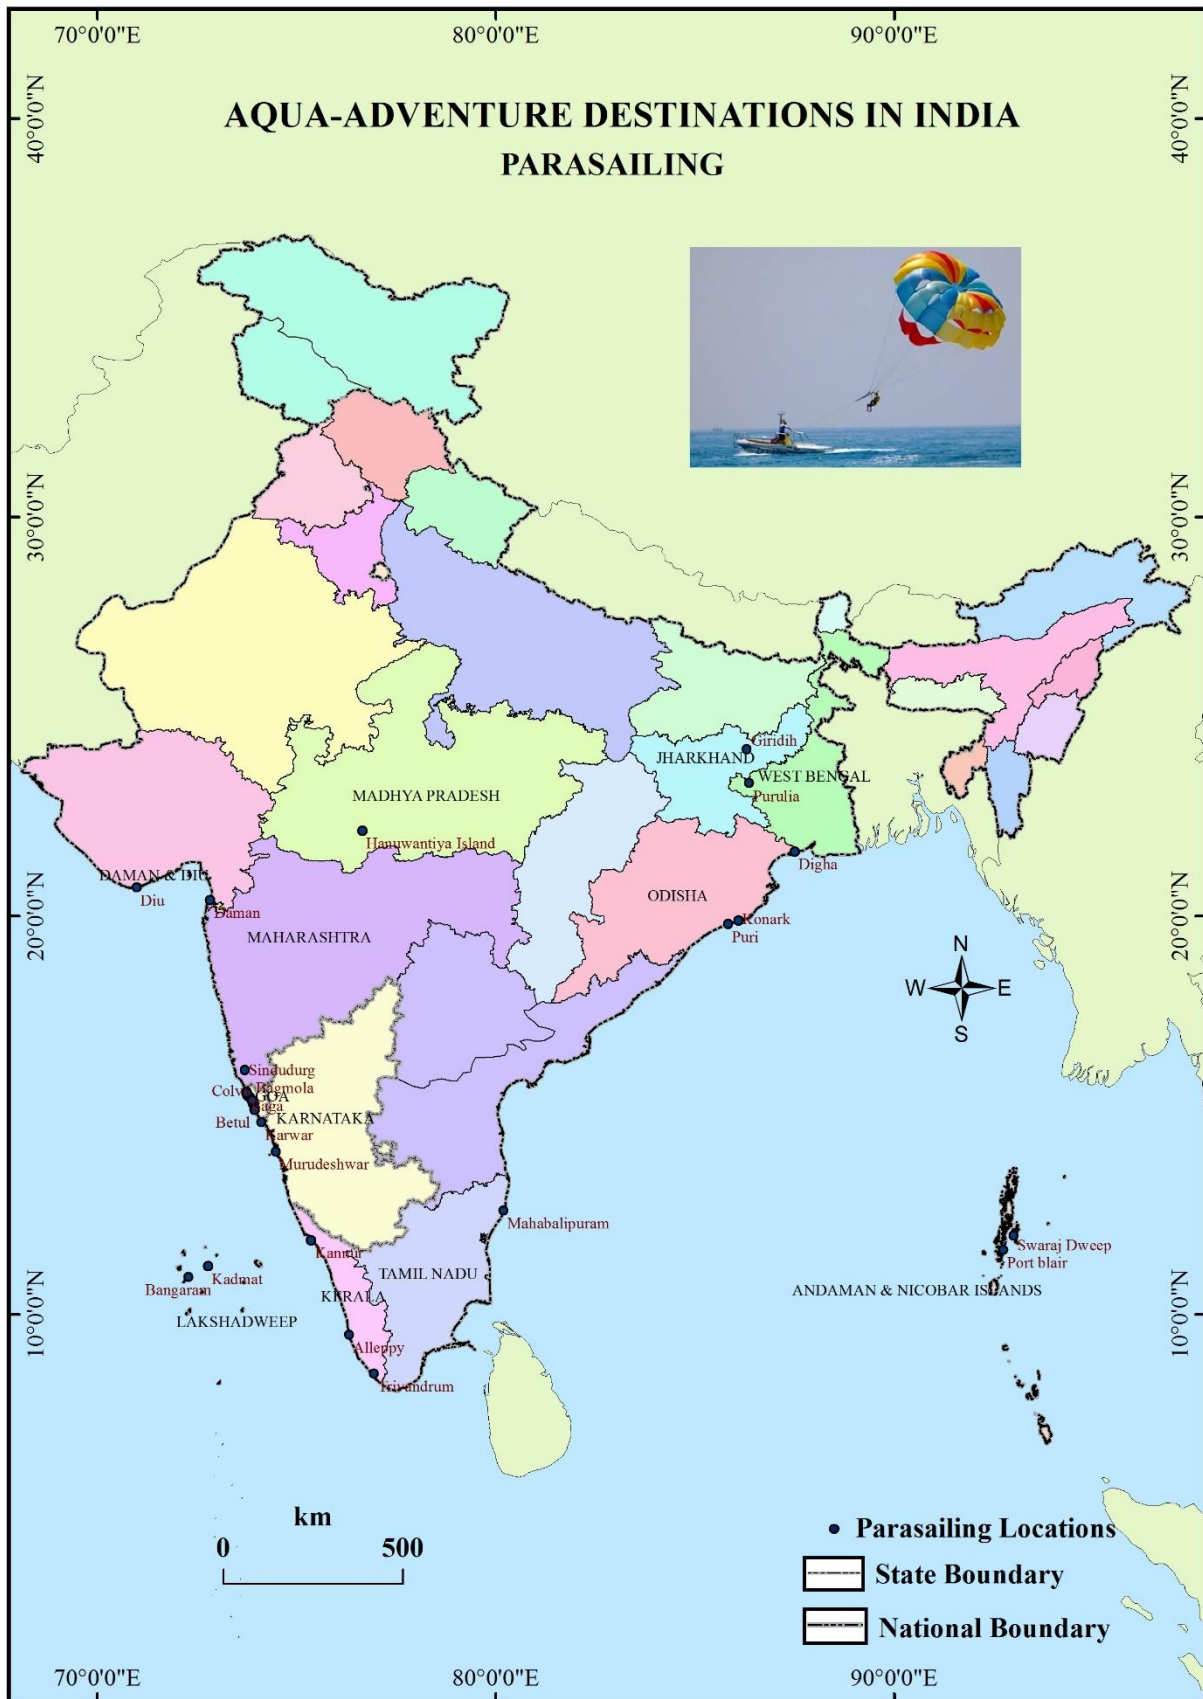 70°0'0"E 80°0'0"E 90°0'0"E
40°0'0"N 40°0'0"N
AQUA-ADVENTURE DESTINATIONS IN INDIA
PARASAILING
30°0'0"N 30°0'0"N
Giridih
JHARKHAND
WEST BENGAL
Purulia
MADHYA PRADESH
Hanuwantiya Island
Digha
DAMAN & DIU
Diu
Daman
ODISHA
Konark
Puri
20°0'0"N 20°0'0"N
MAHARASHTRA
N
W E
S
Sindudurg
Bagmola
Colv
GOA
Baga
Betul
KARNATAKA
Karwar
Murudeshwar
Mahabalipuram
Kannur
Swaraj Dweep
Port blair
Kadmat
Bangaram
TAMIL NADU
ANDAMAN & NICOBAR ISLANDS
KERALA
LAKSHADWEEP
10°0'0"N 10°0'0"N
Alleppy
Trivandrum
km
0 500
Parasailing Locations
State Boundary
National Boundary
70°0'0"E 80°0'0"E 90°0'0"E